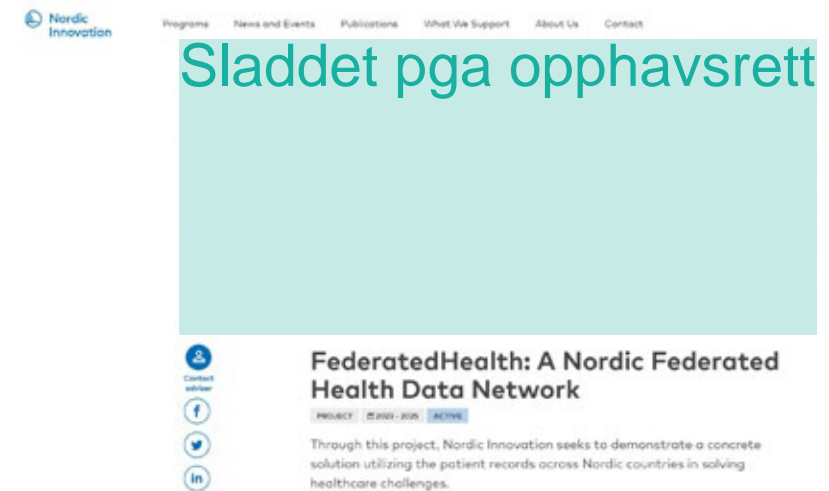 Nordic
Innovation
Programs News and Events Publications What We Support About Us Contact
Sladdet pga opphavsrett
Contact
adviser
FederatedHealth: A Nordic Federated
Health Data Network
PROJECT 2023 - 2025 ACTIVE
Through this project, Nordic Innovation seeks to demonstrate a concrete
solution utilizing the patient records across Nordic countries in solving
healthcare challenges.